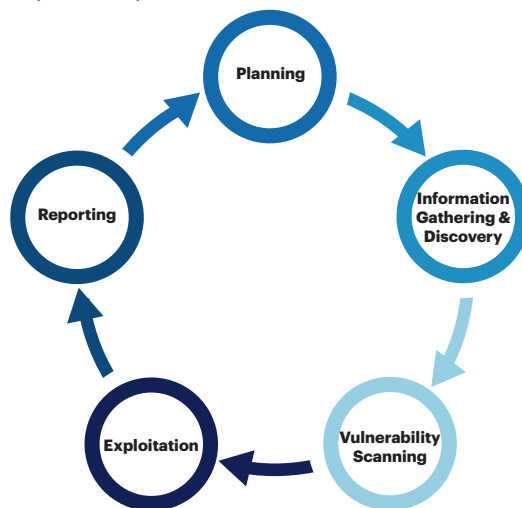 Planning
Information
Gathering &
Discovery
Vulnerability
Scanning
Exploitation
Reporting